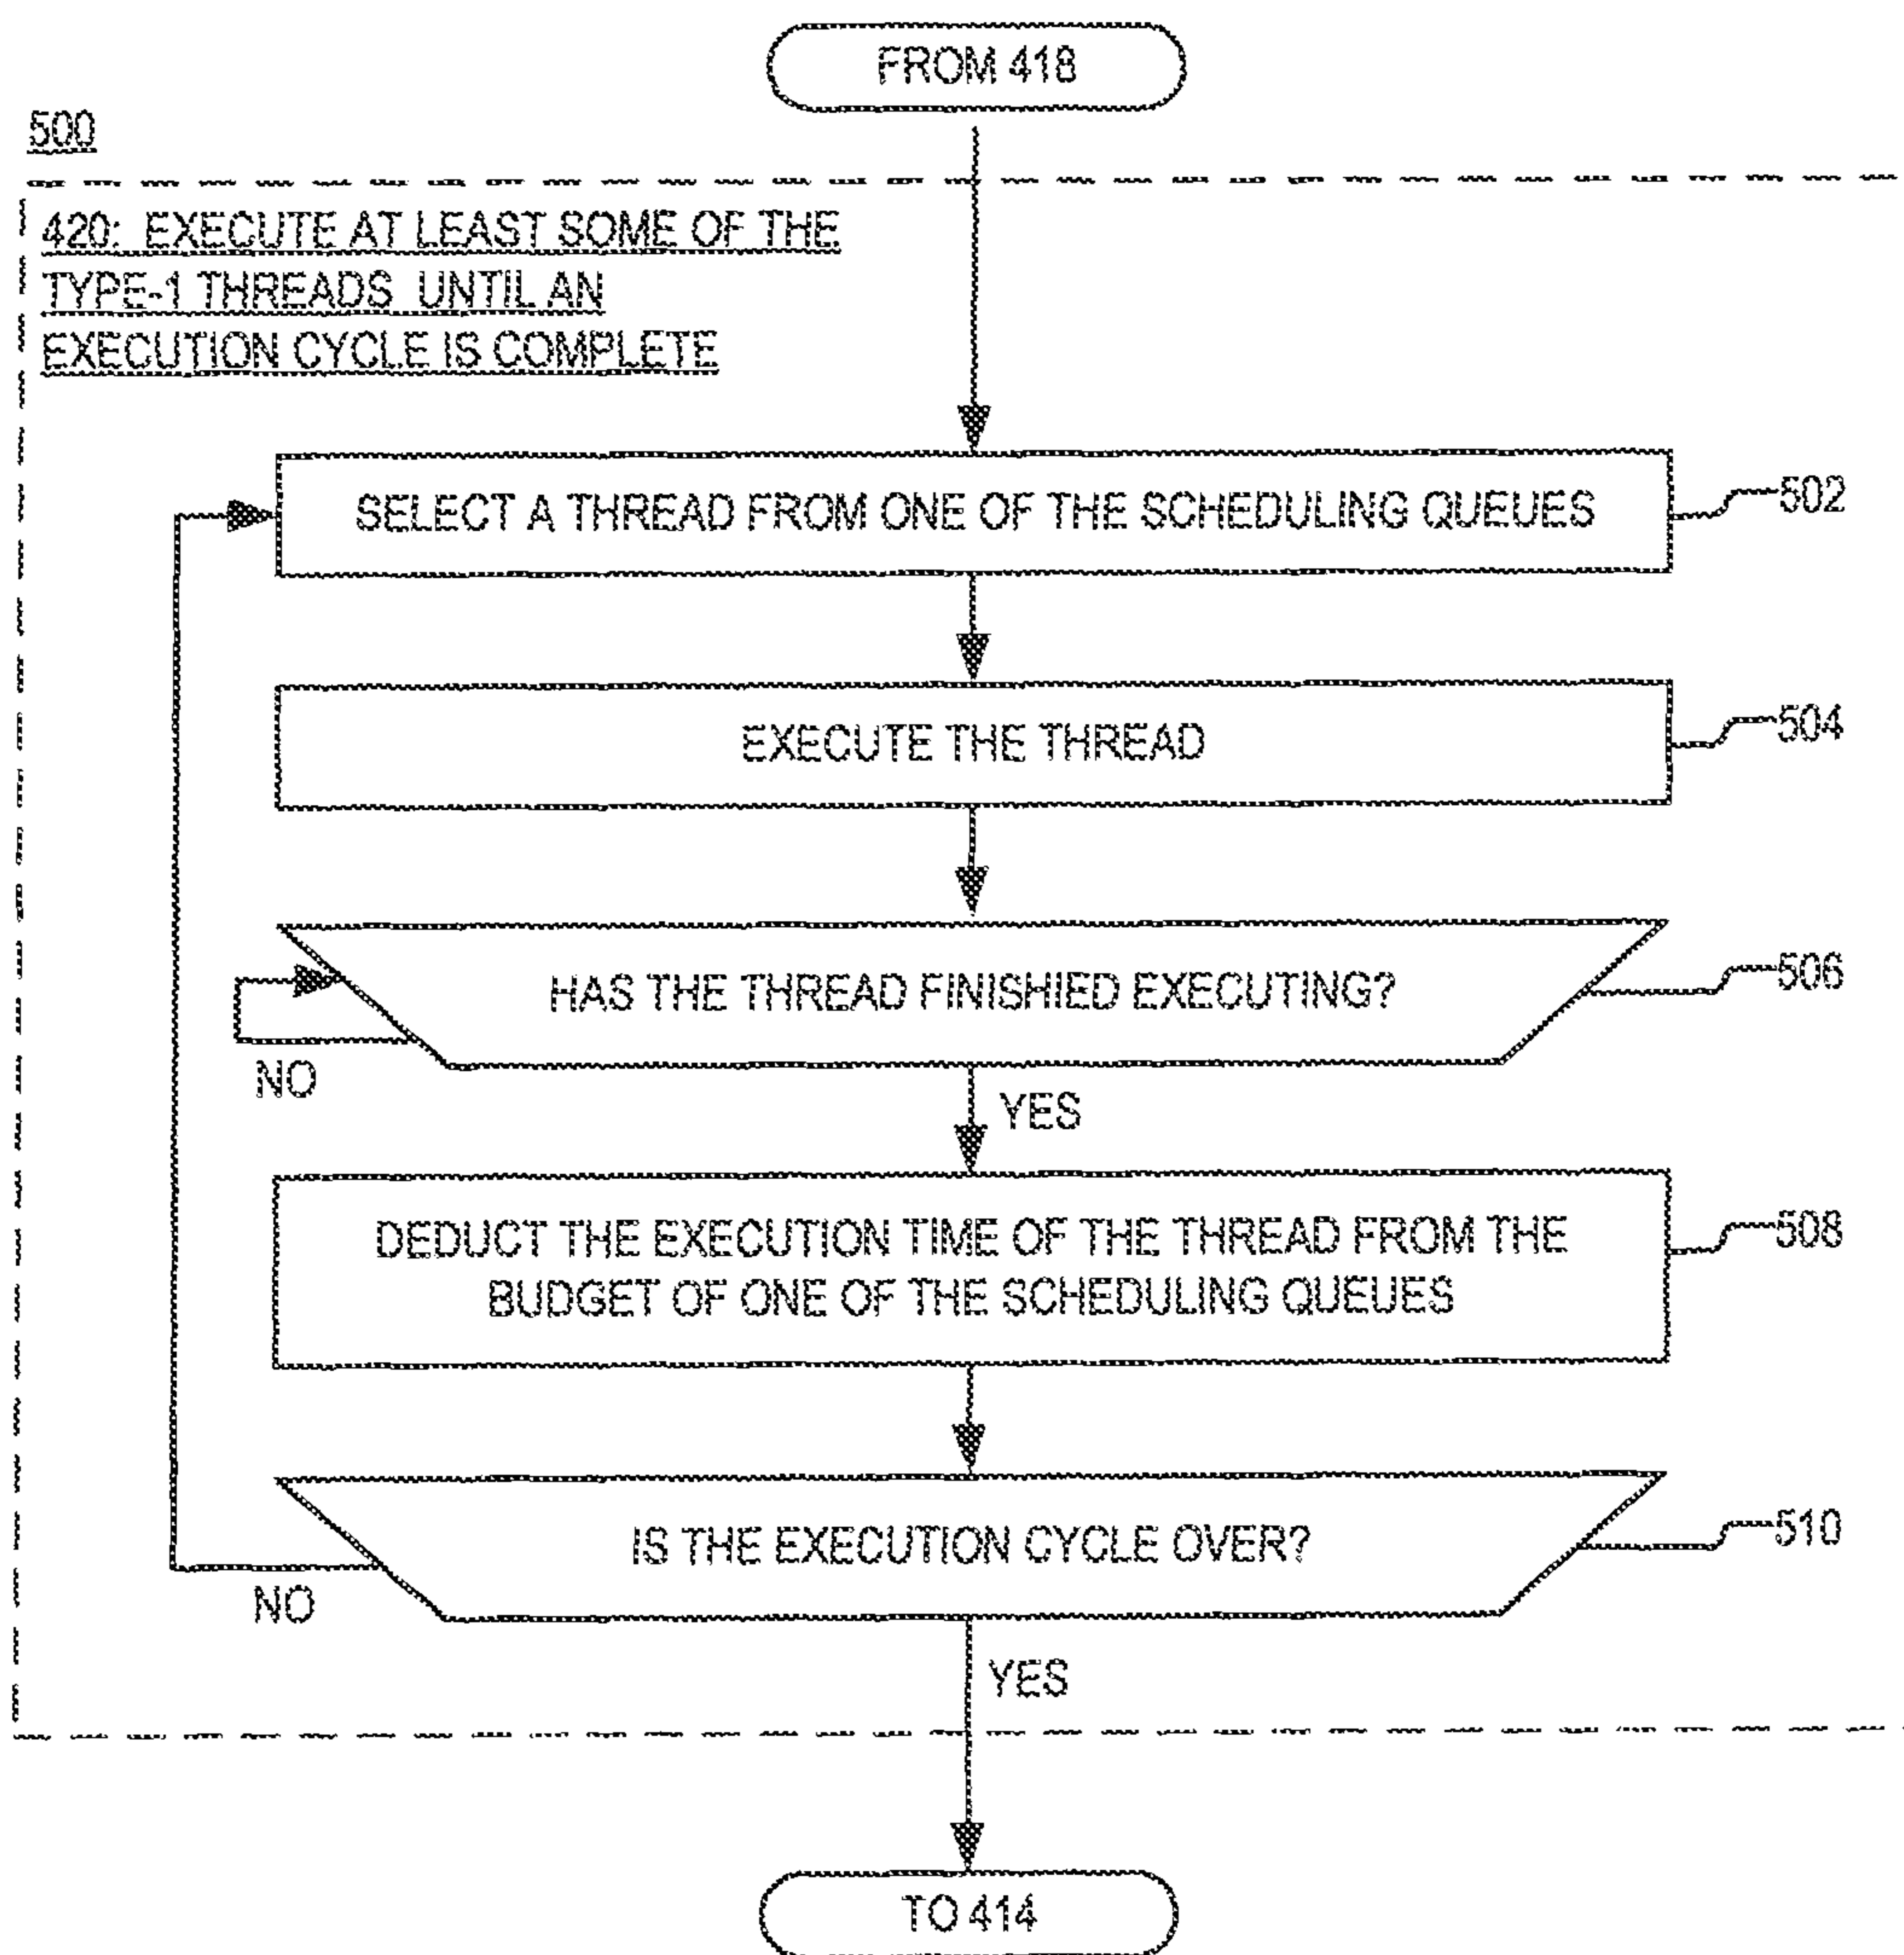 FROM 418
500
420: EXECUTE AT LEAST SOME OF THE
TYPE-1 THREADS UNTIL AN
EXECUTION CYCLE IS COMPLETE
SELECT A THREAD FROM ONE OF THE SCHEDULING QUEUES
502
EXECUTE THE THREAD
504
HAS THE THREAD FINISHIED EXECUTING?
506
NO
YES
DEDUCT THE EXECUTION TIME OF THE THREAD FROM THE
BUDGET OF ONE OF THE SCHEDULING QUEUES
508
IS THE EXECUTION CYCLE OVER?
510
NO
YES
TO 414